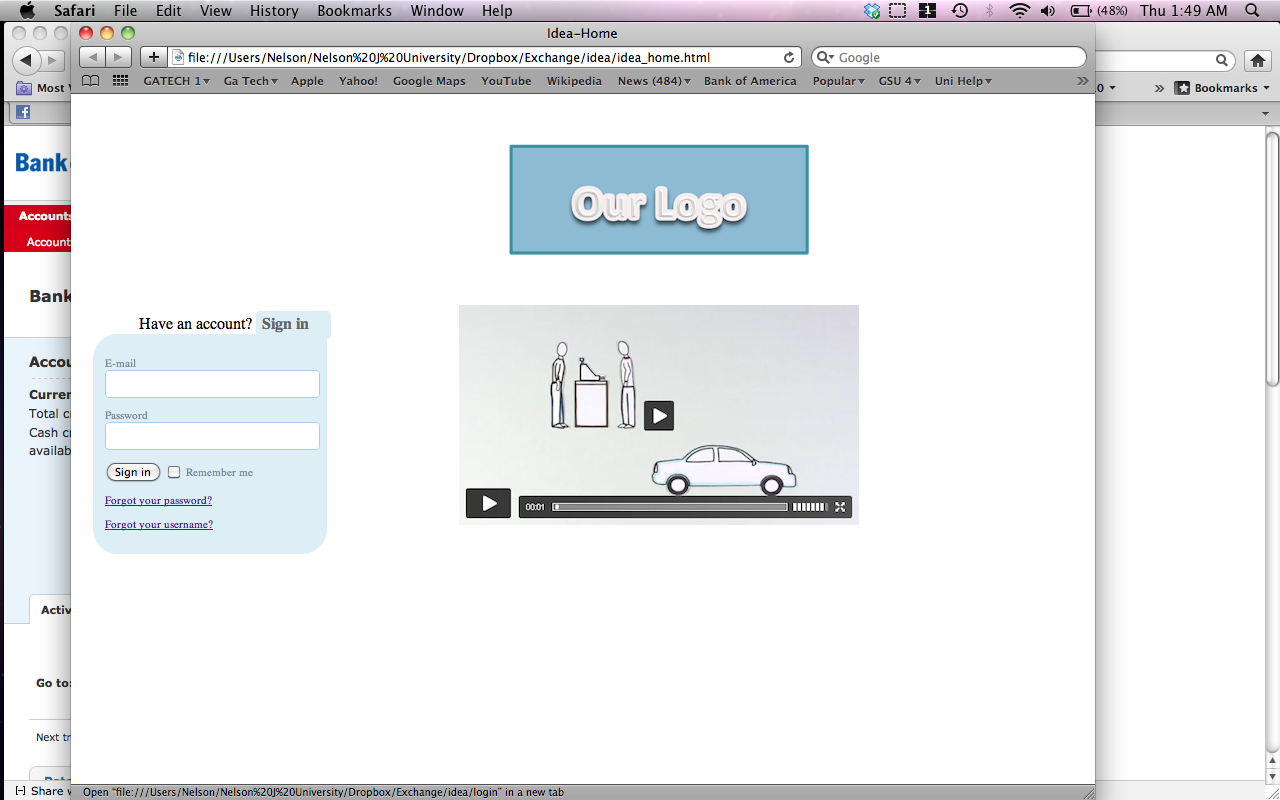 Safari File Edit View History Bookmarks Window Help 1 (48%) Thu 1:49 AM
Idea-Home
file:///Users/Nelson/Nelson%20J%20University/Dropbox/Exchange/idea/idea_home.html Google
GATECH 1 Ga Tech Apple Yahoo! Google Maps YouTube Wikipedia News (484) Bank of America Popular GSU 4 Uni Help
Most
Bookmarks
Bank
Our Logo
Accounts
Account
Bank
Have an account? Sign in
E-mail
Password
Sign in Remember me
Forgot your password?
Forgot your username?
00:01
Total
Cash
availab
Activ
Go to:
Next tr
Share
Open "file:///Users/Nelson/Nelson%20J%20University/Dropbox/Exchange/idea/login" in a new tab